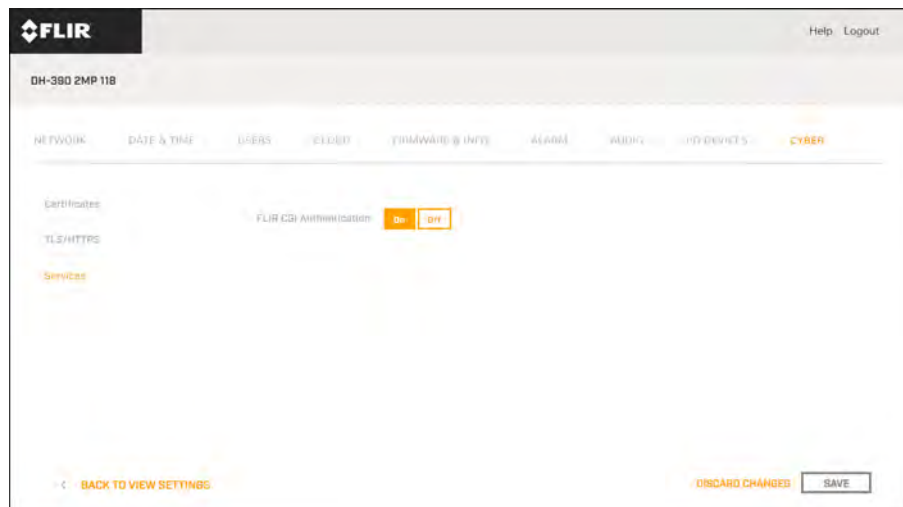 FLIR
Help Logout
DH-390 2MP 118
NETWORK DATE & TIME USERS CLOUD FIRMWARE & INFO ALARM AUDIO I/O DEVICES CYBER
Certificates
FLIR CGI Authentication On Off
TLS/HTTPS
Services
< BACK TO VIEW SETTINGS
DISCARD CHANGES SAVE